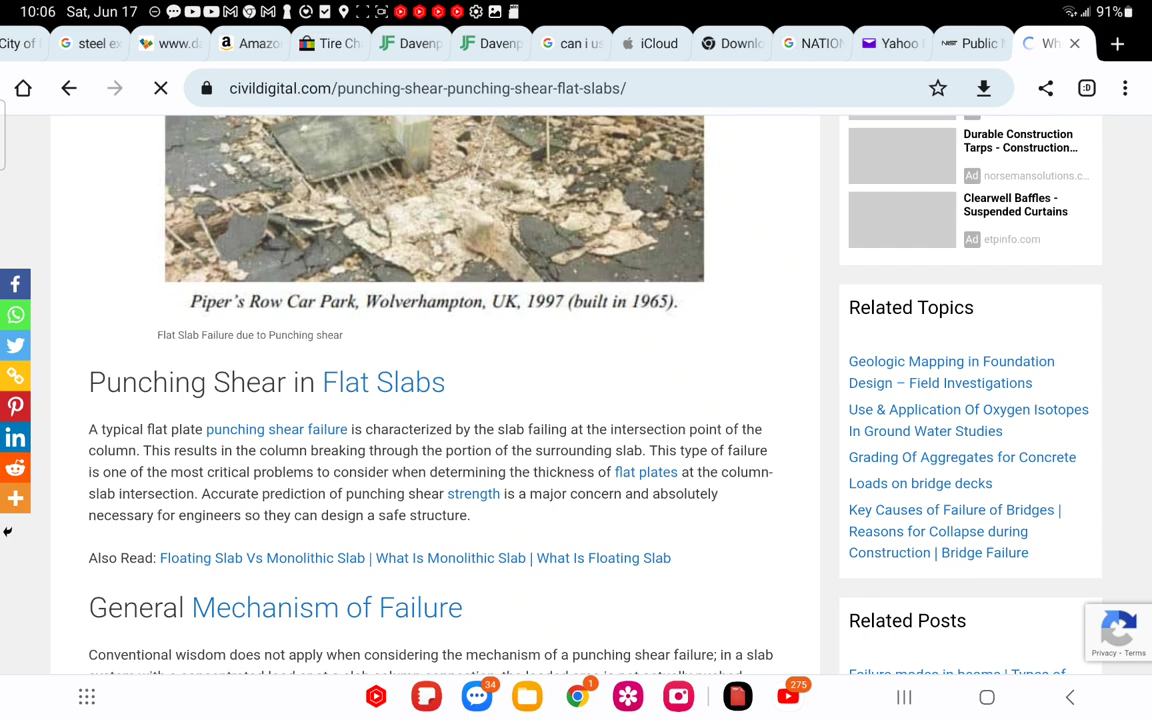 10:06 Sat, Jun 17
91%
City of
steel ex
www.da
Amazo
Tire Ch
Davenp
Davenp
can i us
iCloud
Downlo
NATION
Yahoo
Public
Wh
civildigital.com/punching-shear-punching-shear-flat-slabs/
Piper's Row Car Park, Wolverhampton, UK, 1997 (built in 1965).
Flat Slab Failure due to Punching shear
Punching Shear in Flat Slabs
A typical flat plate punching shear failure is characterized by the slab failing at the intersection point of the
column. This results in the column breaking through the portion of the surrounding slab. This type of failure
is one of the most critical problems to consider when determining the thickness of flat plates at the column-
slab intersection. Accurate prediction of punching shear strength is a major concern and absolutely
necessary for engineers so they can design a safe structure.
Also Read: Floating Slab Vs Monolithic Slab | What Is Monolithic Slab | What Is Floating Slab
General Mechanism of Failure
Conventional wisdom does not apply when considering the mechanism of a punching shear failure; in a slab
Durable Construction
Tarps - Construction...
Ad norsemansolutions.c...
Clearwell Baffles -
Suspended Curtains
Ad etpinfo.com
Related Topics
Geologic Mapping in Foundation
Design – Field Investigations
Use & Application Of Oxygen Isotopes
In Ground Water Studies
Grading Of Aggregates for Concrete
Loads on bridge decks
Key Causes of Failure of Bridges |
Reasons for Collapse during
Construction | Bridge Failure
Related Posts
Failure modes in beams | Types of
Privacy - Terms
34
1
275